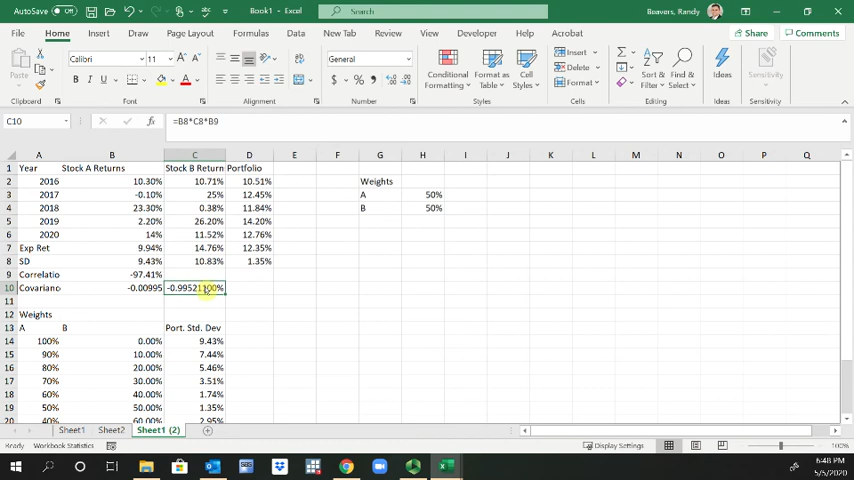 AutoSave Off Book1 - Excel Search Beavers, Randy
File Home Insert Draw Page Layout Formulas Data New Tab Review View Developer Help Acrobat Share Comments
Paste Calibri 11 General Conditional Formatting Format as Table Cell Styles Insert Delete Format Sort & Filter Find & Select Ideas Sensitivity
Clipboard Font Alignment Number Styles Cells Editing Ideas Sensitivity
C10 fx =B8*C8*B9
A B C D E F G H I J K L M N O P Q
1 Year Stock A Returns Stock B Return Portfolio
2 2016 10.30% 10.71% 10.51% Weights
3 2017 -0.10% 25% 12.45% A 50%
4 2018 23.30% 0.38% 11.84% B 50%
5 2019 2.20% 26.20% 14.20%
6 2020 14% 11.52% 12.76%
7 Exp Ret 9.94% 14.76% 12.35%
8 SD 9.43% 10.83% 1.35%
9 Correlatio -97.41%
10 Covarianc -0.00995 -0.99521100%
11
12 Weights
13 A B Port. Std. Dev
14 100% 0.00% 9.43%
15 90% 10.00% 7.44%
16 80% 20.00% 5.46%
17 70% 30.00% 3.51%
18 60% 40.00% 1.74%
19 50% 50.00% 1.35%
20 40% 60.00% 2.95%
Sheet1 Sheet2 Sheet1 (2)
Ready Workbook Statistics Display Settings 100%
6:48 PM
5/5/2020